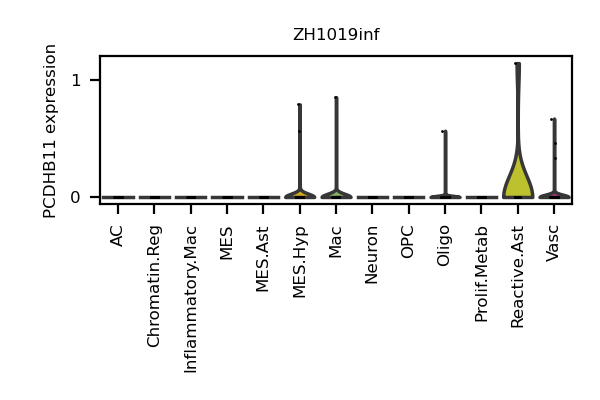 ZH1019inf
PCDHB11 expression
1
0
AC
Chromatin.Reg
Inflammatory.Mac
MES
MES.Ast
MES.Hyp
Mac
Neuron
OPC
Oligo
Prolif.Metab
Reactive.Ast
Vasc